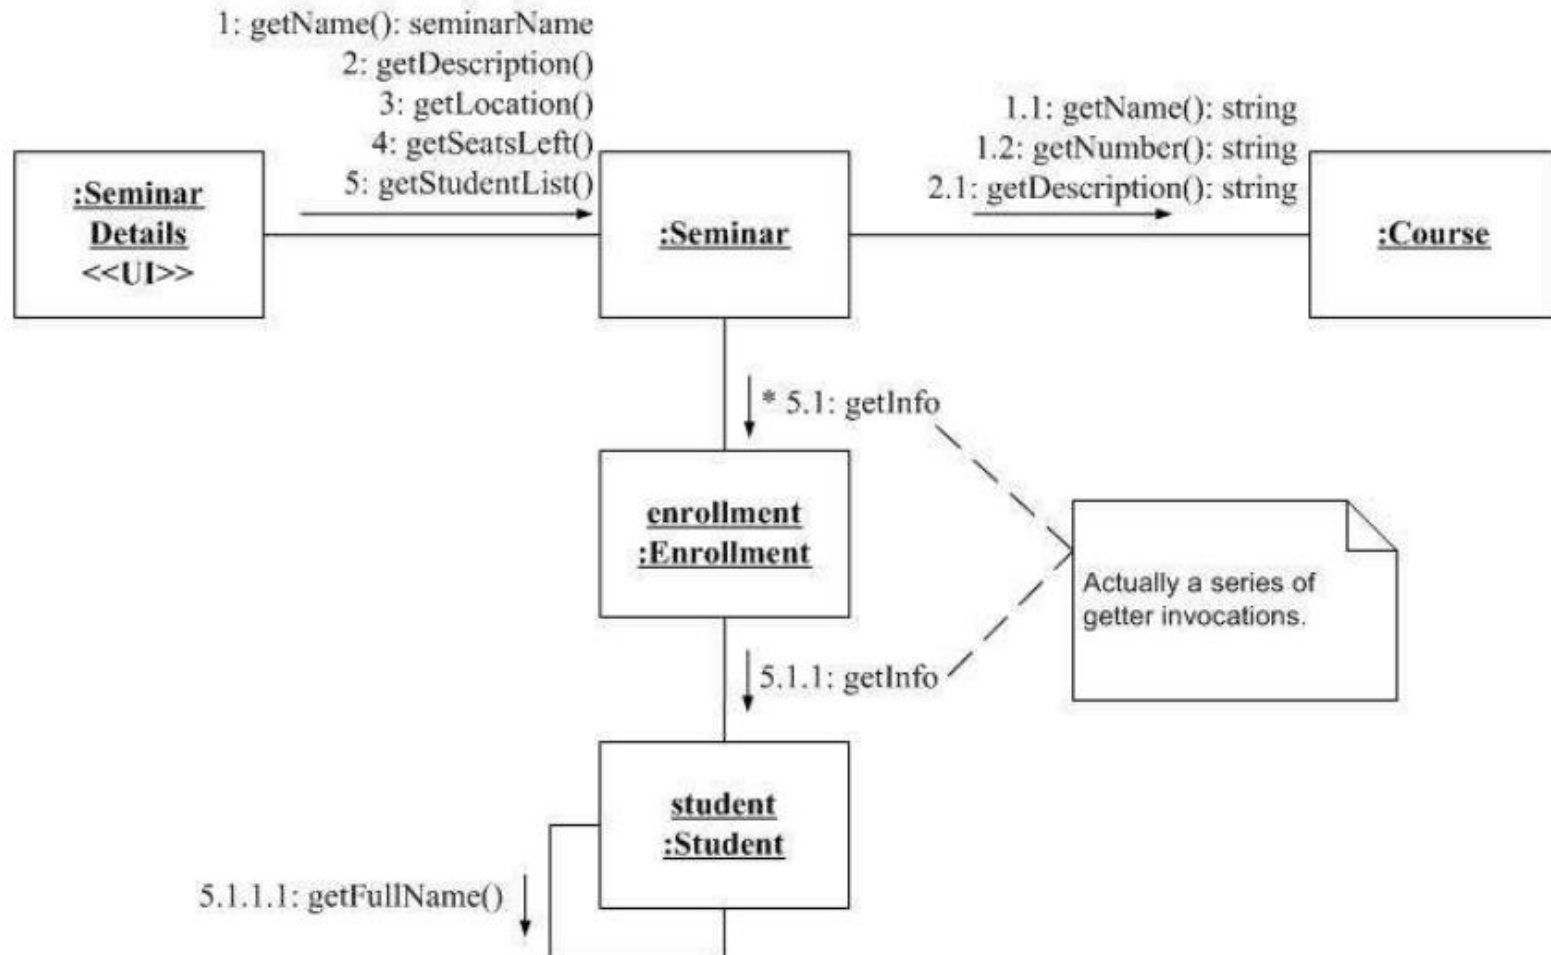 1: getName(): seminarName
2: getDescription()
3: getLocation()
4: getSeatsLeft()
5: getStudentList()
1.1: getName(): string
1.2: getNumber(): string
2.1: getDescription(): string
:Seminar
Details
<<UI>>
:Seminar
:Course
* 5.1: getInfo
enrollment
:Enrollment
Actually a series of
getter invocations.
5.1.1: getInfo
student
:Student
5.1.1.1: getFullName()